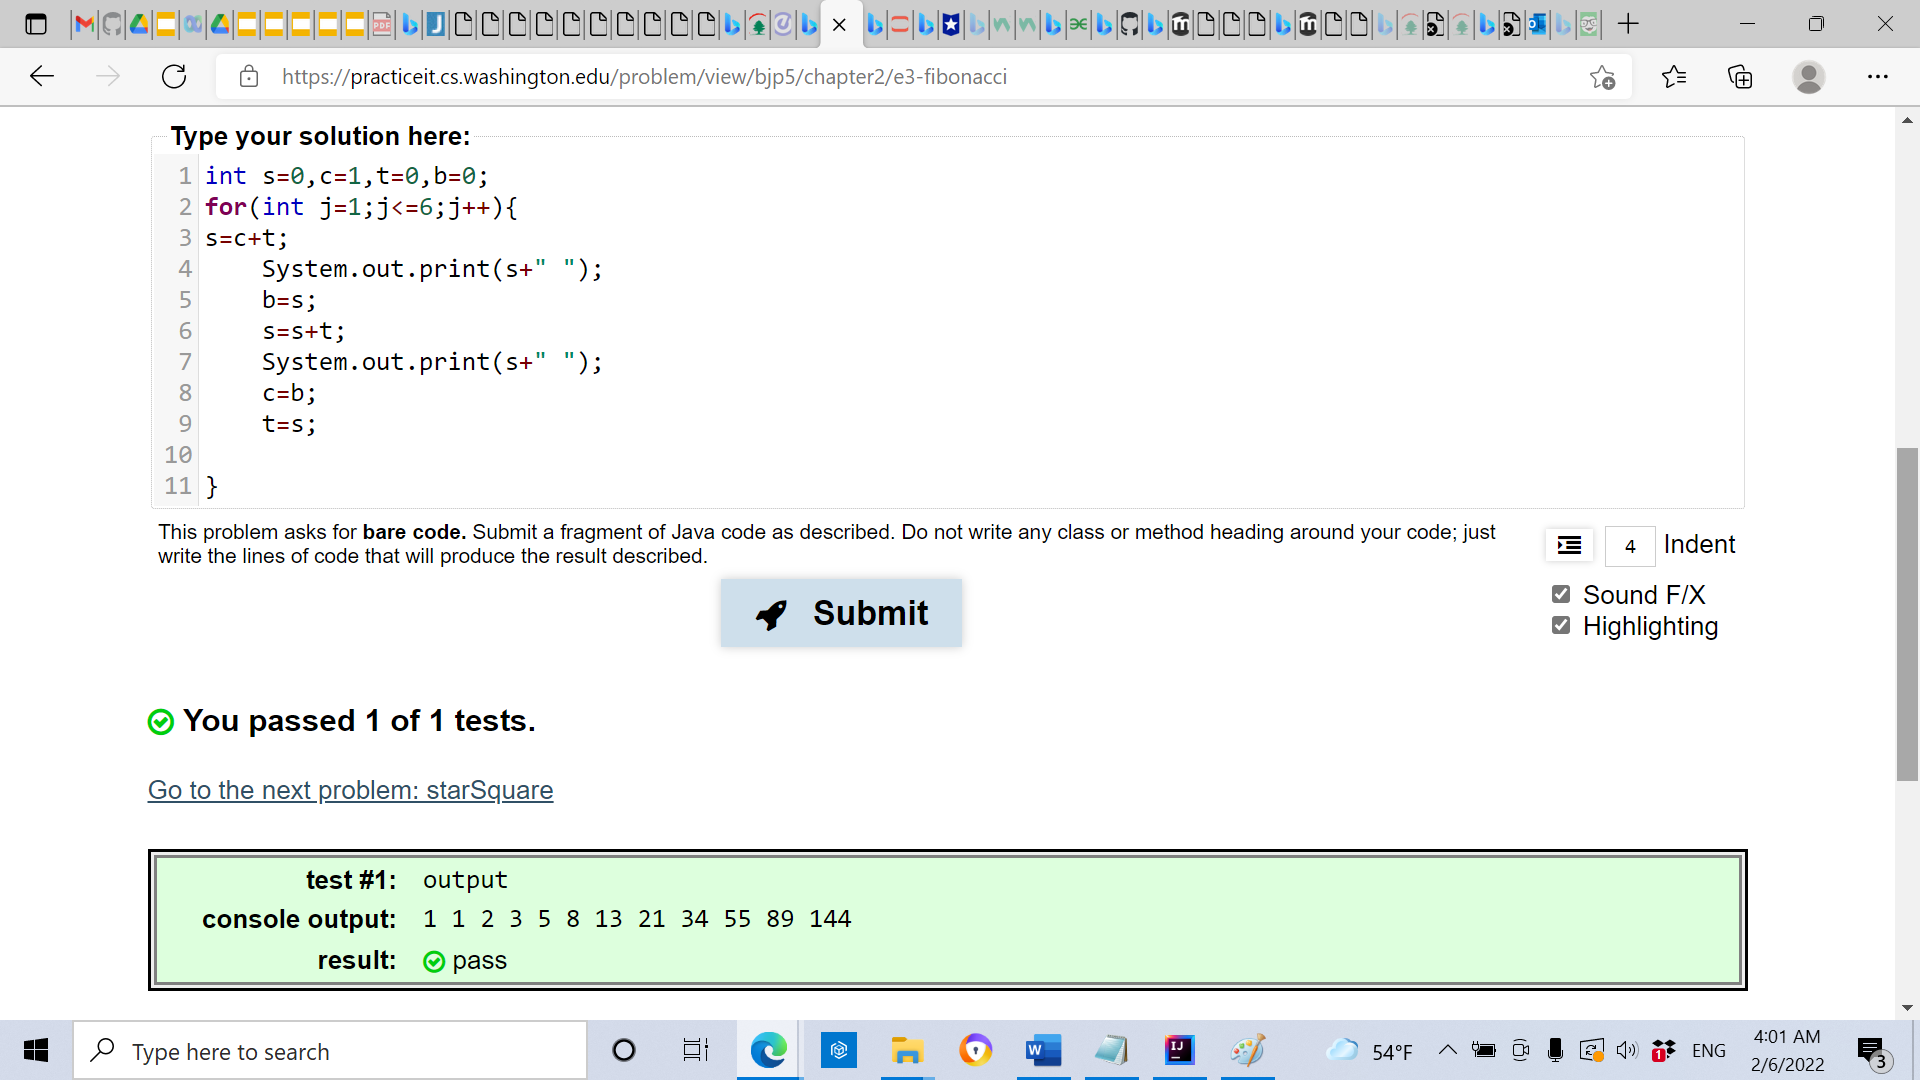 https://practiceit.cs.washington.edu/problem/view/bjp5/chapter2/e3-fibonacci
Type your solution here:
1 int s=0,c=1,t=0,b=0;
2 for(int j=1;j<=6;j++){
3 s=c+t;
4     System.out.print(s+" ");
5     b=s;
6     s=s+t;
7     System.out.print(s+" ");
8     c=b;
9     t=s;
10
11 }
This problem asks for bare code. Submit a fragment of Java code as described. Do not write any class or method heading around your code; just
write the lines of code that will produce the result described.
4 Indent
Sound F/X
Highlighting
Submit
You passed 1 of 1 tests.
Go to the next problem: starSquare
test #1: output
console output: 1 1 2 3 5 8 13 21 34 55 89 144
result: pass
Type here to search
54°F
1
ENG
4:01 AM
2/6/2022
3